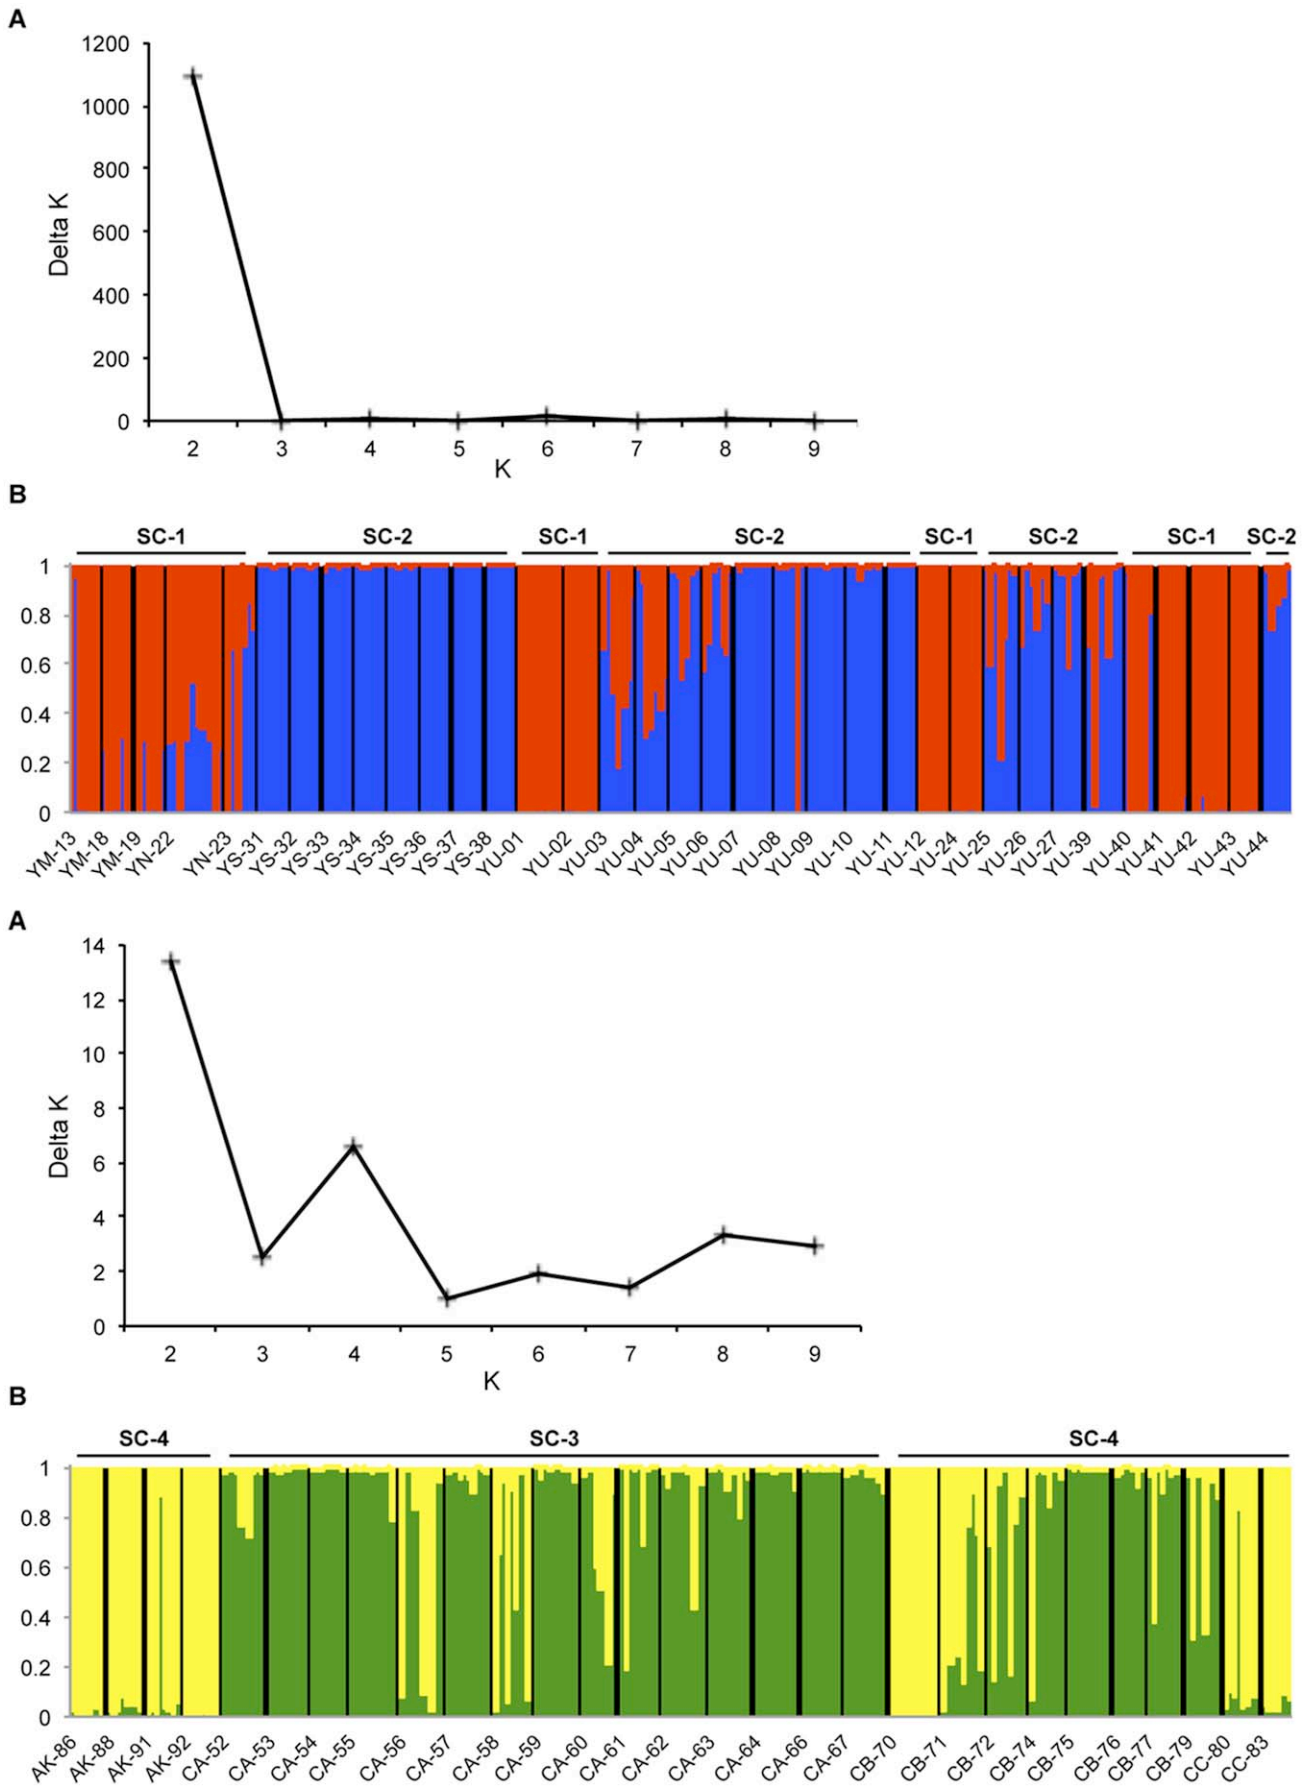 A
1200
1000
800
600
400
200
0
Delta K
2 3 4 5 6 7 8 9
K
B
SC-1 SC-2 SC-1 SC-2 SC-1 SC-2 SC-1 SC-2
1
0.8
0.6
0.4
0.2
0
YM-13 YM-18 YM-19 YN-22 YN-23 YS-31 YS-32 YS-33 YS-34 YS-35 YS-36 YS-37 YS-38 YU-01 YU-02 YU-03 YU-04 YU-05 YU-06 YU-07 YU-08 YU-09 YU-10 YU-11 YU-12 YU-24 YU-25 YU-26 YU-27 YU-39 YU-40 YU-41 YU-42 YU-43 YU-44
A
14
12
10
8
6
4
2
0
Delta K
2 3 4 5 6 7 8 9
K
B
SC-4 SC-3 SC-4
1
0.8
0.6
0.4
0.2
0
AK-86 AK-88 AK-91 AK-92 CA-52 CA-53 CA-54 CA-55 CA-56 CA-57 CA-58 CA-59 CA-60 CA-61 CA-62 CA-63 CA-64 CA-66 CA-67 CB-70 CB-71 CB-72 CB-74 CB-75 CB-76 CB-77 CB-79 CC-80 CC-83